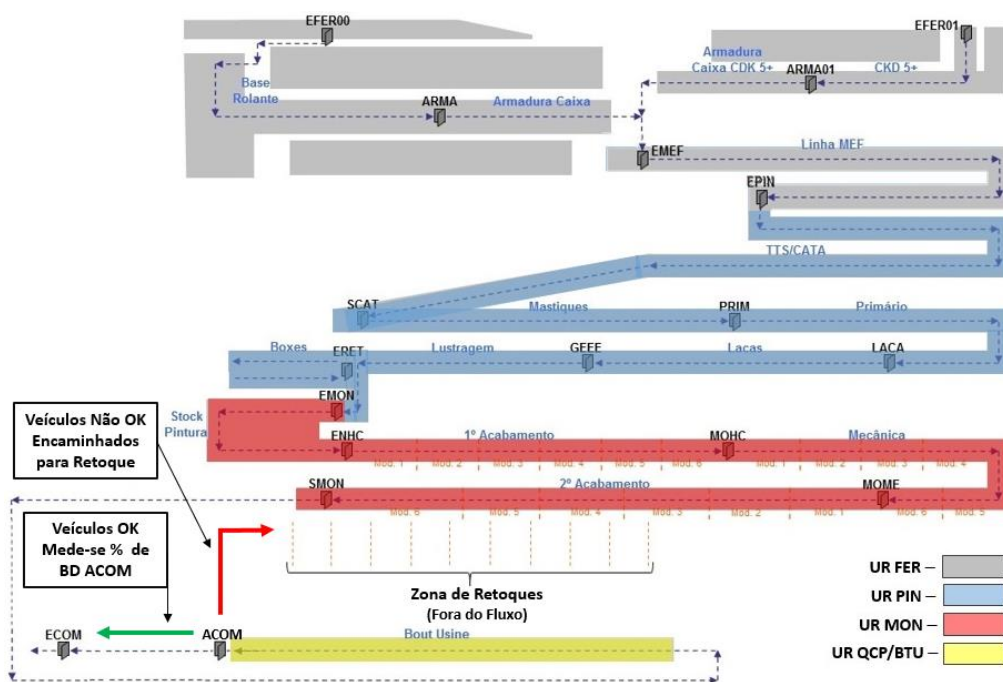 EFER00
EFER01
Armadura
Caixa CDK 5+
ARMA01
CKD 5+
Base
Rolante
ARMA
Armadura Caixa
EMEF
Linha MEF
EPIN
TTS/CATA
SCAT
Mastiques
PRIM
Primário
Boxes
ERET
Lustragem
GEEE
Lacas
LACA
EMON
Stock
Pintura
ENHC
1º Acabamento
MOHC
Mecânica
Mod. 1
Mod. 2
Mod. 3
Mod. 4
Mod. 5
Mod. 6
Mod. 1
Mod. 2
Mod. 3
Mod. 4
Veículos Não OK
Encaminhados
para Retoque
SMON
2º Acabamento
MOME
Mod. 6
Mod. 5
Mod. 4
Mod. 3
Mod. 2
Mod. 1
Mod. 6
Mod. 5
Veículos OK
Mede-se % de
BD ACOM
Zona de Retoques
(Fora do Fluxo)
ECOM
ACOM
Bout Usine
UR FER
UR PIN
UR MON
UR QCP/BTU